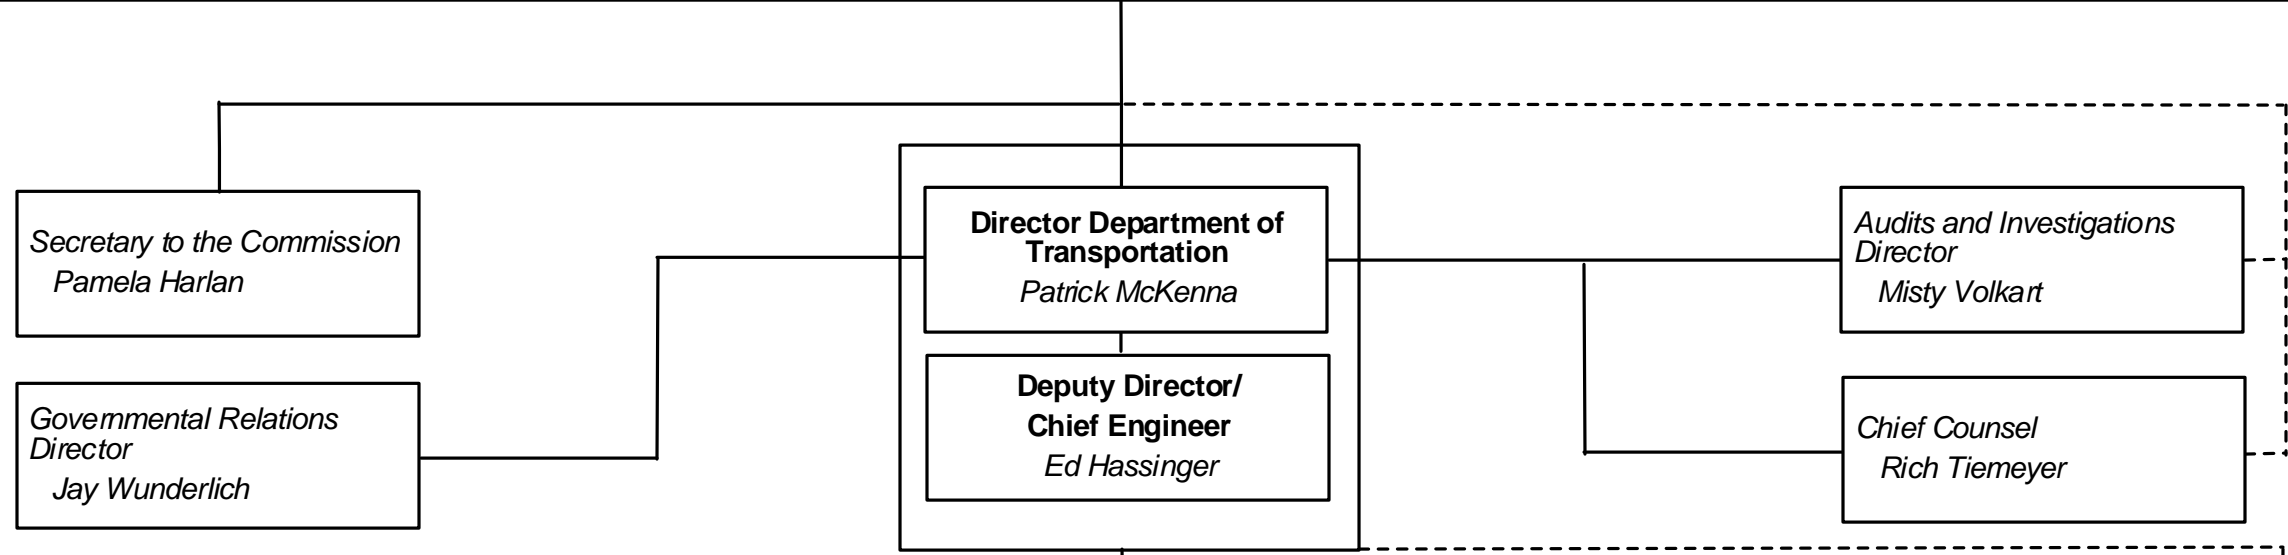 Secretary to the Commission
Pamela Harlan
Governmental Relations
Director
Jay Wunderlich
Director Department of
Transportation
Patrick McKenna
Deputy Director/
Chief Engineer
Ed Hassinger
Audits and Investigations
Director
Misty Volkart
Chief Counsel
Rich Tiemeyer